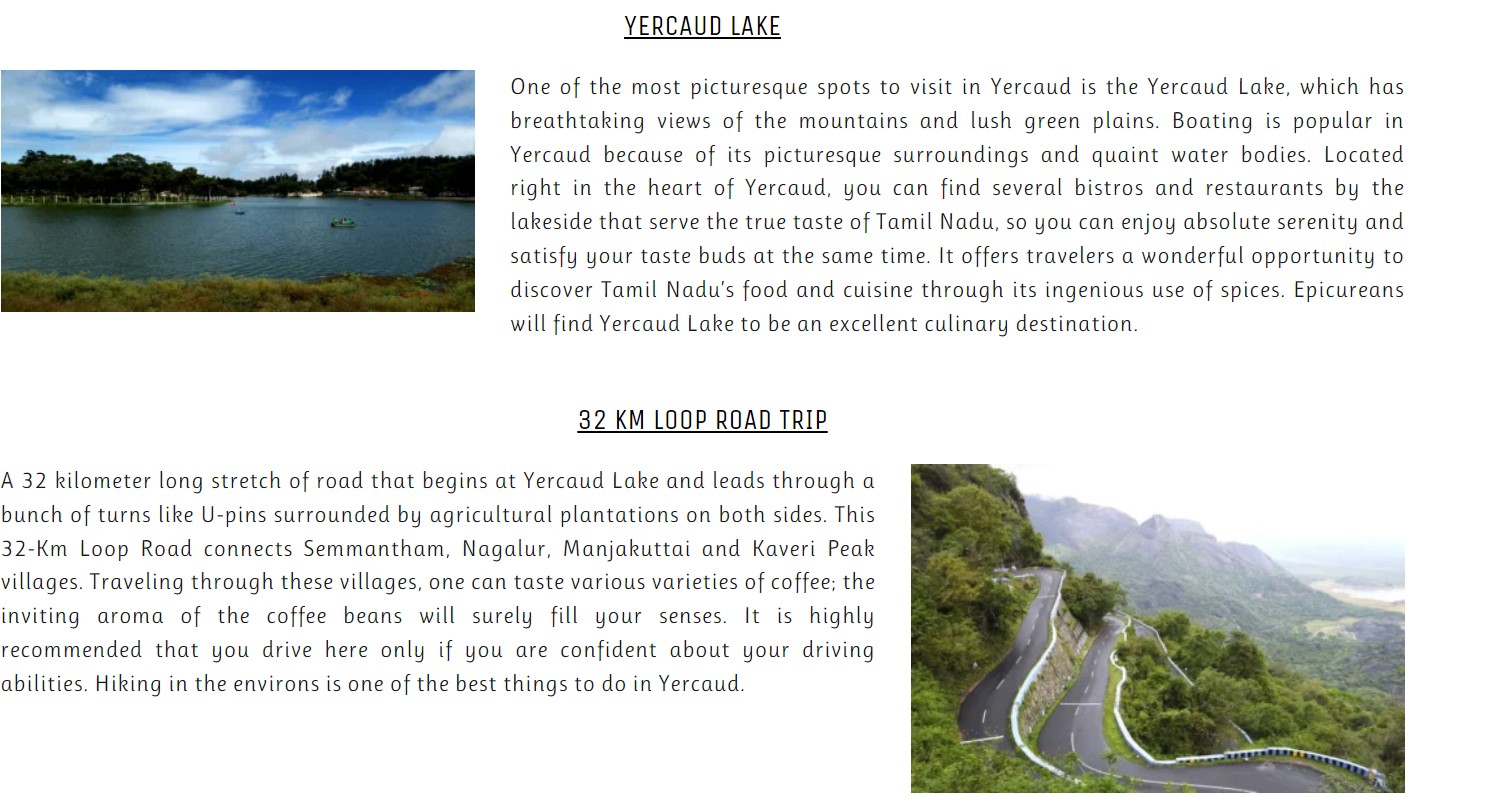 YERCAUD LAKE
One of the most picturesque spots to visit in Yercaud is the Yercaud Lake, which has
breathtaking views of the mountains and lush green plains. Boating is popular in
Yercaud because of its picturesque surroundings and quaint water bodies. Located
right in the heart of Yercaud, you can find several bistros and restaurants by the
lakeside that serve the true taste of Tamil Nadu, so you can enjoy absolute serenity and
satisfy your taste buds at the same time. It offers travelers a wonderful opportunity to
discover Tamil Nadu's food and cuisine through its ingenious use of spices. Epicureans
will find Yercaud Lake to be an excellent culinary destination.
32 KM LOOP ROAD TRIP
A 32 kilometer long stretch of road that begins at Yercaud Lake and leads through a
bunch of turns like U-pins surrounded by agricultural plantations on both sides. This
32-Km Loop Road connects Semmantham, Nagalur, Manjakuttai and Kaveri Peak
villages. Traveling through these villages, one can taste various varieties of coffee; the
inviting aroma of the coffee beans will surely fill your senses. It is highly
recommended that you drive here only if you are confident about your driving
abilities. Hiking in the environs is one of the best things to do in Yercaud.